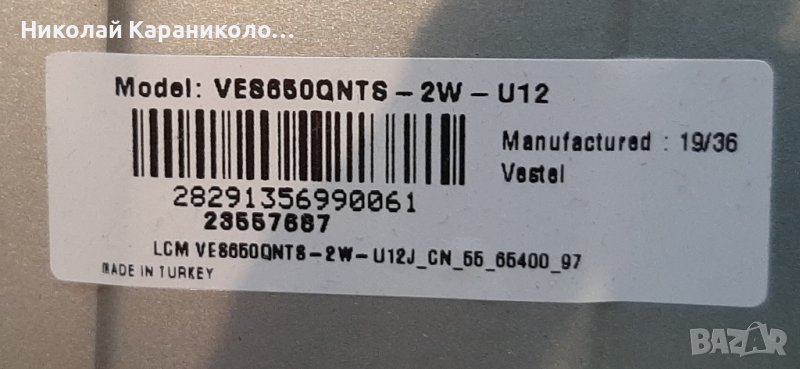 Николай Караниколо...
Model: VES650QNTS-2W-U12
Manufactured : 19/36
Vestel
28291356990061
23557687
LCM VES650QNTS-2W-U12J_CN_55_65400_97
MADE IN TURKEY
BAZAR